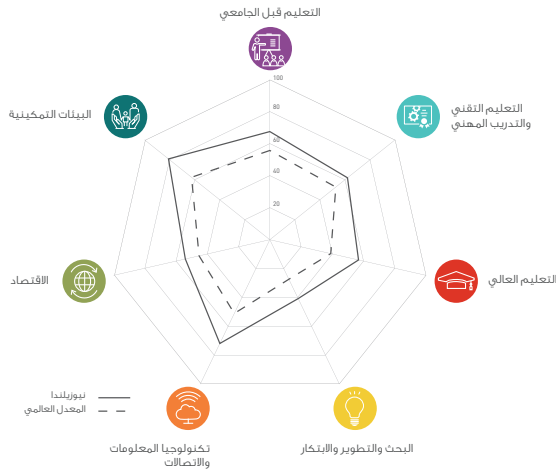 التعليم قبل الجامعي
100
80
60
40
20
التعليم التقني
والتدريب المهني
التعليم العالي
البحث والتطوير والابتكار
تكنولوجيا المعلومات
والاتصالات
الاقتصاد
البيئات التمكينية
نيوزيلندا
المعدل العالمي